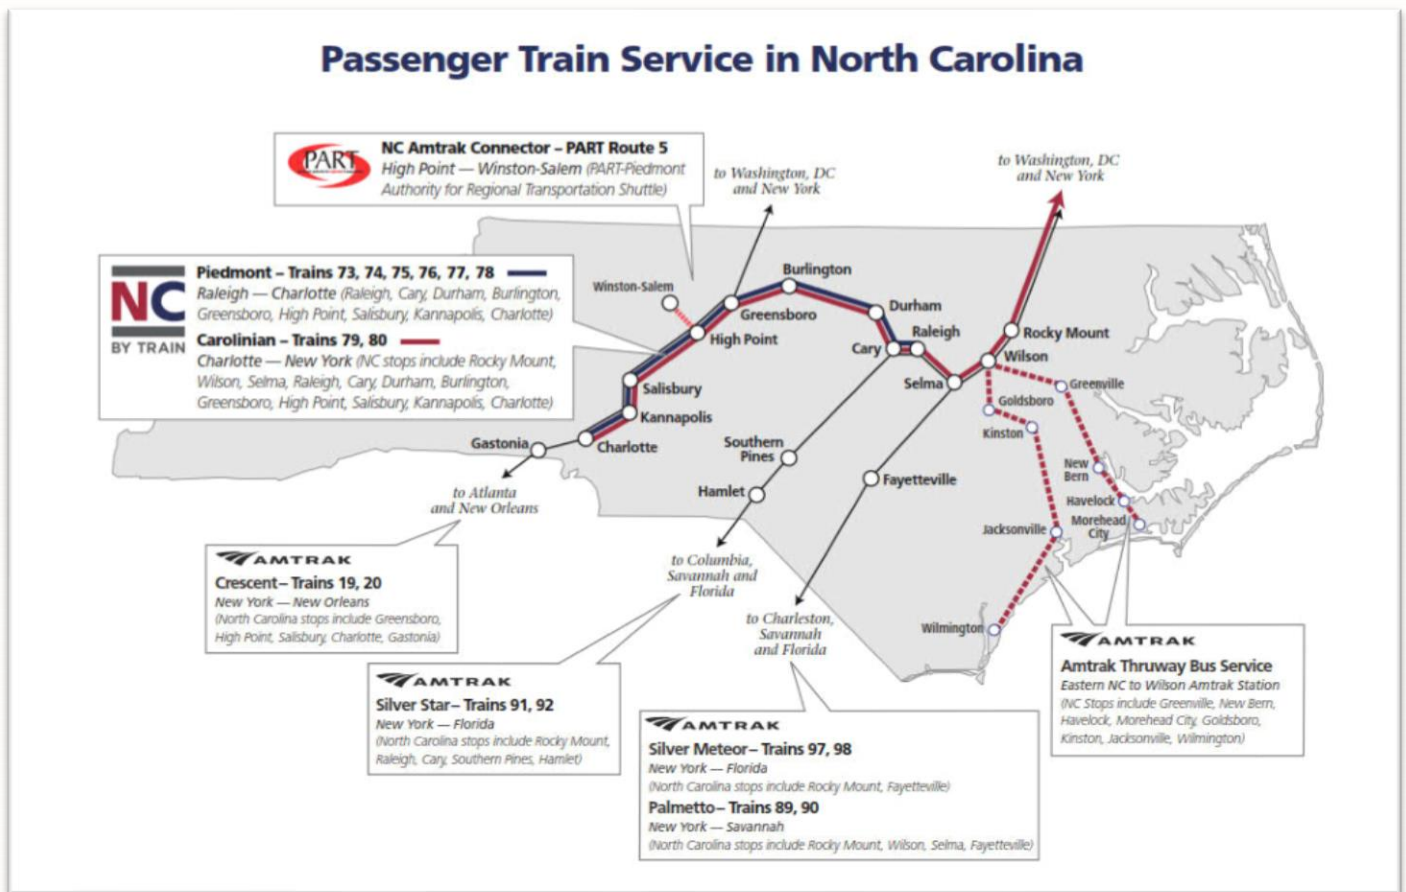 Passenger Train Service in North Carolina
PART
NC Amtrak Connector – PART Route 5
High Point — Winston-Salem (PART-Piedmont
Authority for Regional Transportation Shuttle)
to Washington, DC
and New York
to Washington, DC
and New York
NC
BY TRAIN
Piedmont – Trains 73, 74, 75, 76, 77, 78
Raleigh — Charlotte (Raleigh, Cary, Durham, Burlington,
Greensboro, High Point, Salisbury, Kannapolis, Charlotte)
Carolinian – Trains 79, 80
Charlotte — New York (NC stops include Rocky Mount,
Wilson, Selma, Raleigh, Cary, Durham, Burlington,
Greensboro, High Point, Salisbury, Kannapolis, Charlotte)
Winston-Salem
Burlington
Greensboro
High Point
Durham
Raleigh
Cary
Rocky Mount
Wilson
Selma
Salisbury
Kannapolis
Charlotte
Gastonia
Greenville
Goldsboro
Kinston
Southern
Pines
Hamlet
Fayetteville
New
Bern
Havelock
Morehead
City
Jacksonville
Wilmington
to Atlanta
and New Orleans
to Columbia,
Savannah and
Florida
to Charleston,
Savannah
and Florida
AMTRAK
Crescent– Trains 19, 20
New York — New Orleans
(North Carolina stops include Greensboro,
High Point, Salisbury, Charlotte, Gastonia)
AMTRAK
Silver Star– Trains 91, 92
New York — Florida
(North Carolina stops include Rocky Mount,
Raleigh, Cary, Southern Pines, Hamlet)
AMTRAK
Silver Meteor– Trains 97, 98
New York — Florida
(North Carolina stops include Rocky Mount, Fayetteville)
Palmetto– Trains 89, 90
New York — Savannah
(North Carolina stops include Rocky Mount, Wilson, Selma, Fayetteville)
AMTRAK
Amtrak Thruway Bus Service
Eastern NC to Wilson Amtrak Station
(NC Stops include Greenville, New Bern,
Havelock, Morehead City, Goldsboro,
Kinston, Jacksonville, Wilmington)